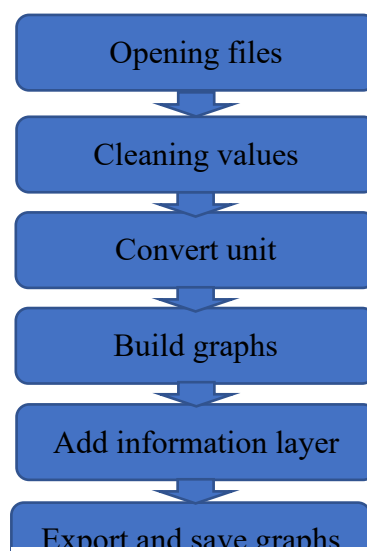 Opening files
Cleaning values
Convert unit
Build graphs
Add information layer
Export and save graphs